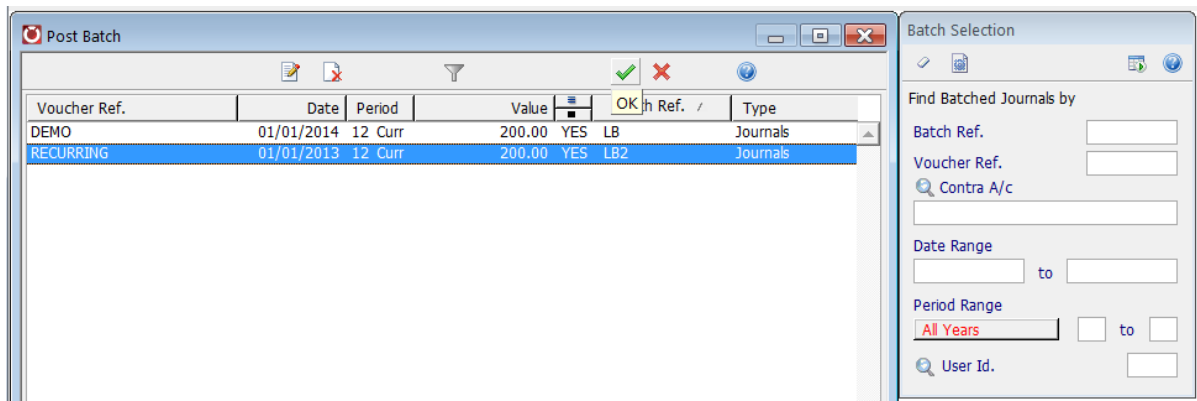 Post Batch
OK
Voucher Ref. Date Period Value h Ref. / Type
DEMO 01/01/2014 12 Curr 200.00 YES LB Journals
RECURRING 01/01/2013 12 Curr 200.00 YES LB2 Journals
Batch Selection
Find Batched Journals by
Batch Ref.
Voucher Ref.
Contra A/c
Date Range
to
Period Range
All Years to
User Id.